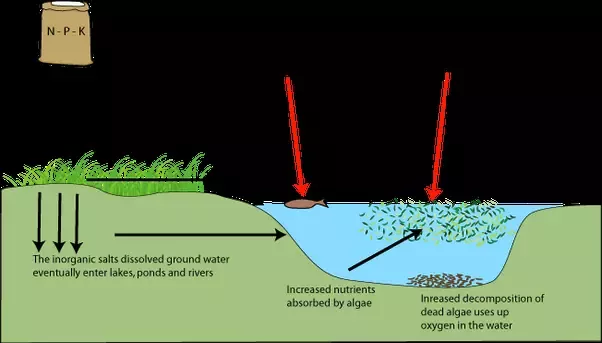 N - P - K
The inorganic salts dissolved ground water
eventually enter lakes, ponds and rivers
Increased nutrients
absorbed by algae
Inreased decomposition of
dead algae uses up
oxygen in the water